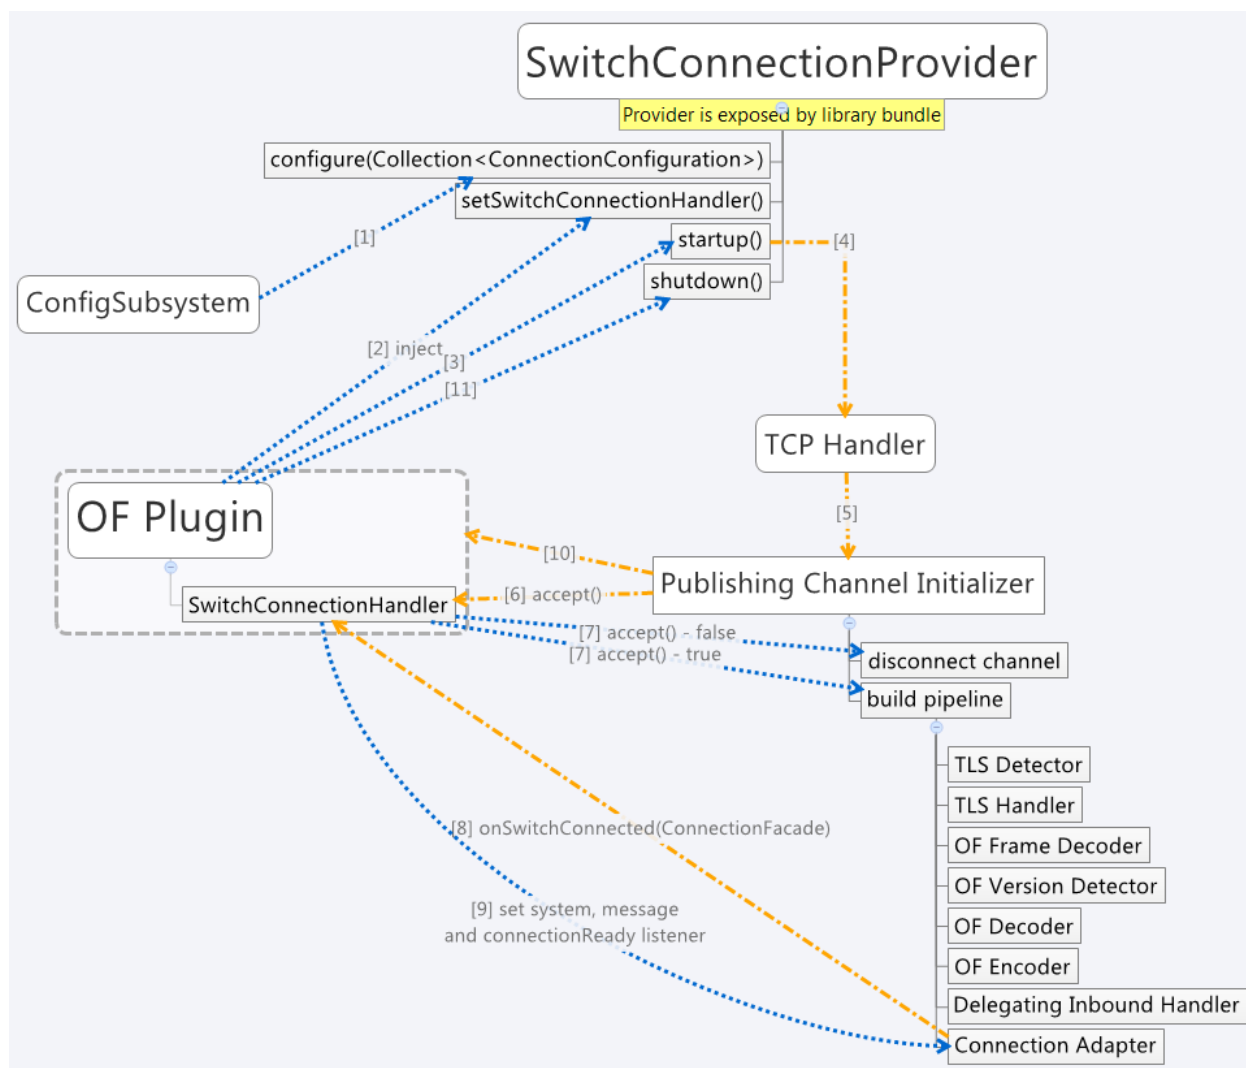 SwitchConnectionProvider
Provider is exposed by library bundle
configure(Collection<ConnectionConfiguration>)
setSwitchConnectionHandler()
[1]
startup()
[4]
shutdown()
ConfigSubsystem
[2] inject
[3]
[11]
TCP Handler
OF Plugin
[5]
[10]
Publishing Channel Initializer
[6] accept()
SwitchConnectionHandler
[7] accept() - false
[7] accept() - true
disconnect channel
build pipeline
TLS Detector
TLS Handler
[8] onSwitchConnected(ConnectionFacade)
OF Frame Decoder
OF Version Detector
[9] set system, message
and connectionReady listener
OF Decoder
OF Encoder
Delegating Inbound Handler
Connection Adapter